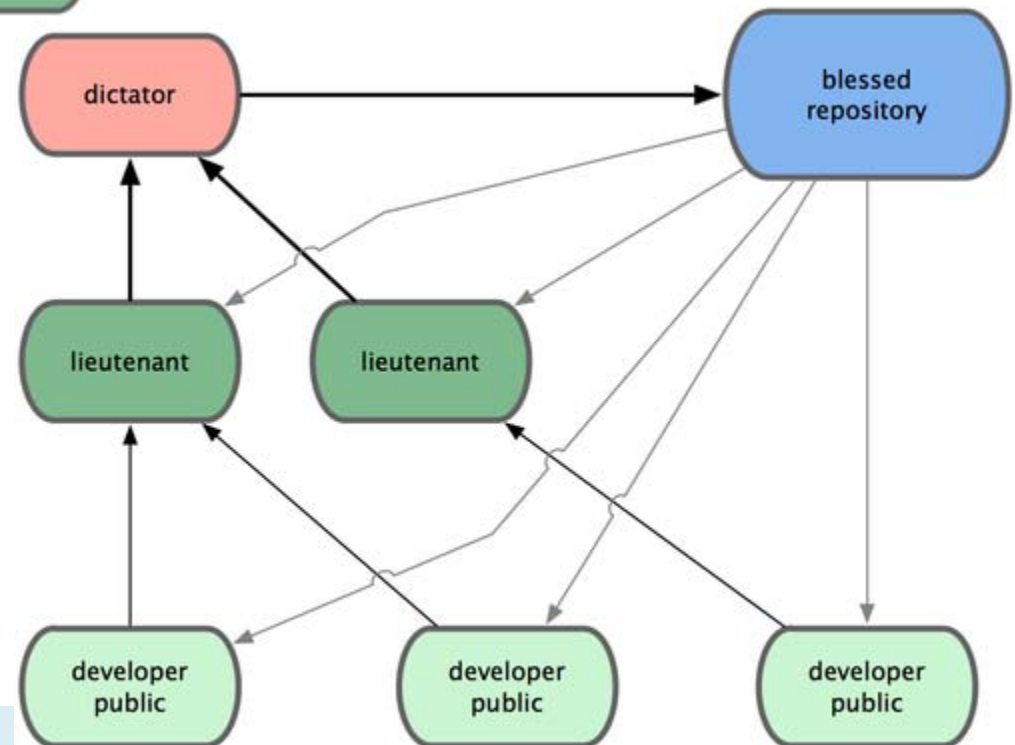 dictator
blessed
repository
lieutenant
lieutenant
developer
public
developer
public
developer
public